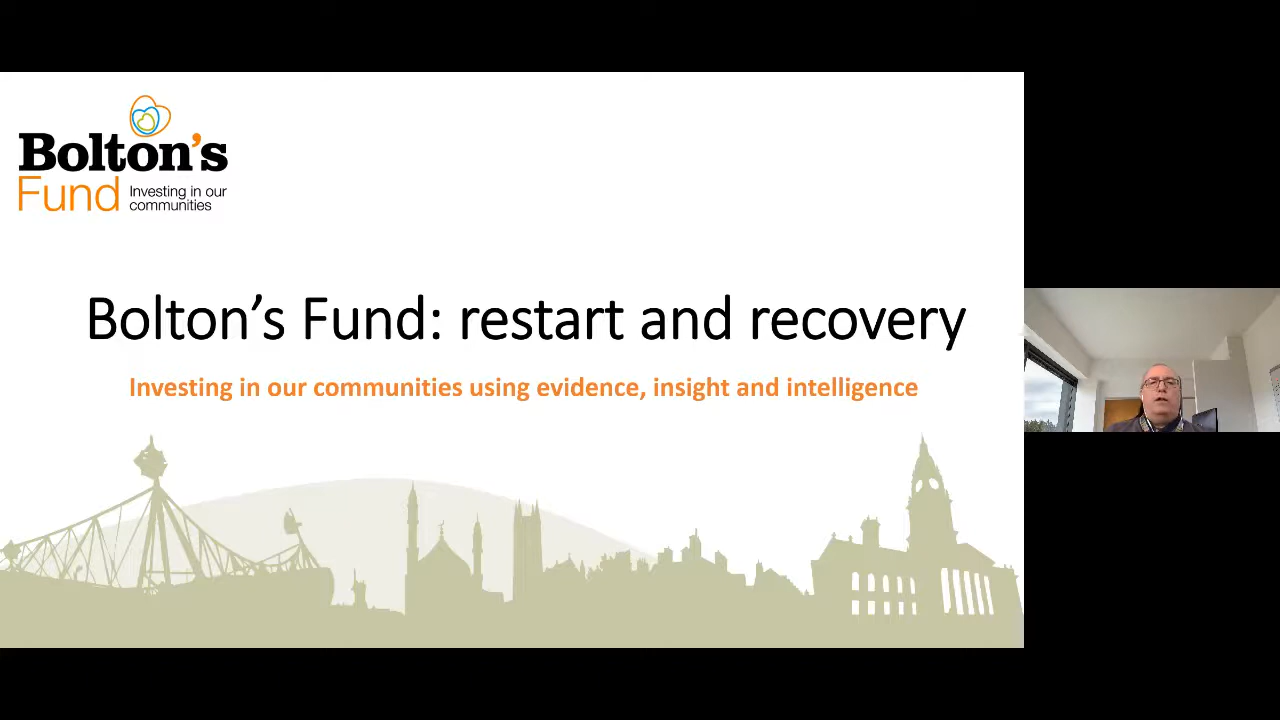 Bolton's
Fund Investing in our
communities
Bolton’s Fund: restart and recovery
Investing in our communities using evidence, insight and intelligence